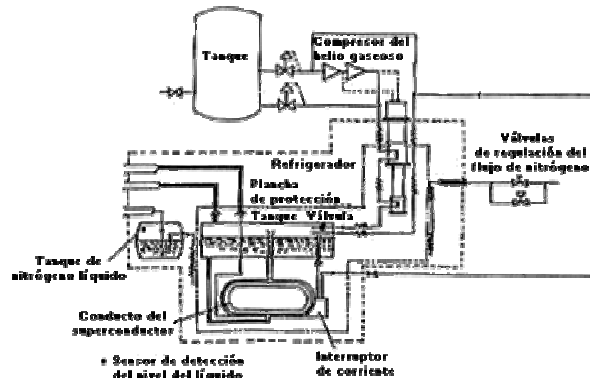 Tanque
Compresor del
helio gaseoso
Refrigerador
Válvulas
de regulación del
flujo de nitrógeno
Plancha
de protección
Tanque Válvula
Tanque de
nitrógeno líquido
Conducto del
superconductor
Interruptor
de corriente
* Sensor de detección
del nivel del líquido